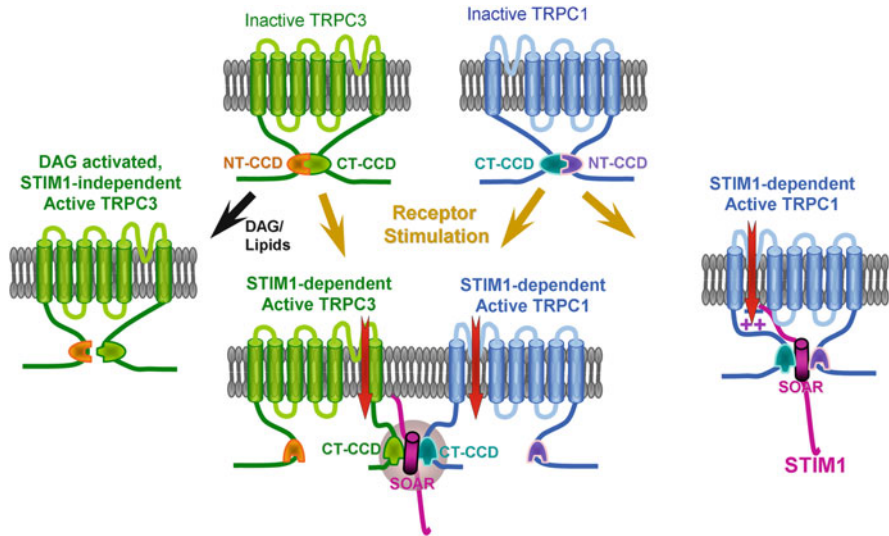 Inactive TRPC3
Inactive TRPC1
NT-CCD
CT-CCD
CT-CCD
NT-CCD
DAG activated,
STIM1-independent
Active TRPC3
DAG/
Lipids
Receptor
Stimulation
STIM1-dependent
Active TRPC1
STIM1-dependent
Active TRPC3
STIM1-dependent
Active TRPC1
++
SOAR
CT-CCD
CT-CCD
SOAR
STIM1